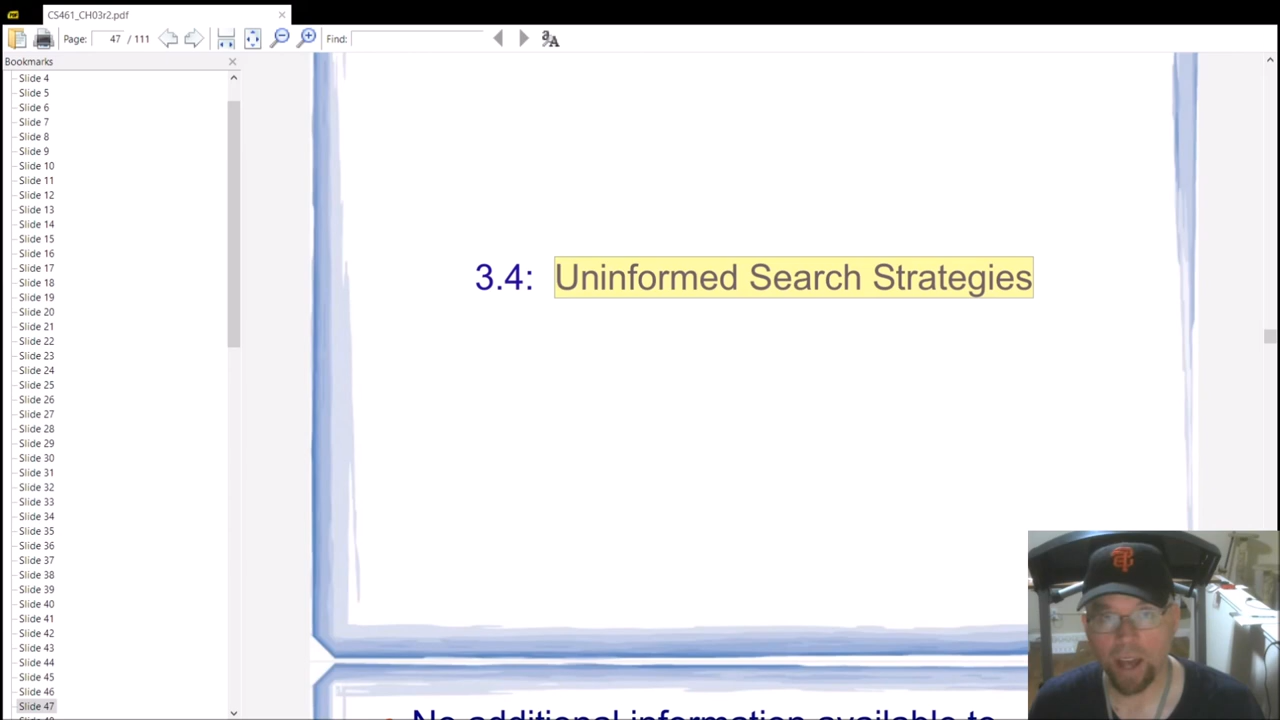 CS461_CH03r2.pdf
Page: 47 / 111
Find:
Bookmarks
Slide 4
Slide 5
Slide 6
Slide 7
Slide 8
Slide 9
Slide 10
Slide 11
Slide 12
Slide 13
Slide 14
Slide 15
Slide 16
Slide 17
Slide 18
Slide 19
Slide 20
Slide 21
Slide 22
Slide 23
Slide 24
Slide 25
Slide 26
Slide 27
Slide 28
Slide 29
Slide 30
Slide 31
Slide 32
Slide 33
Slide 34
Slide 35
Slide 36
Slide 37
Slide 38
Slide 39
Slide 40
Slide 41
Slide 42
Slide 43
Slide 44
Slide 45
Slide 46
Slide 47
3.4: Uninformed Search Strategies
No additional information available to